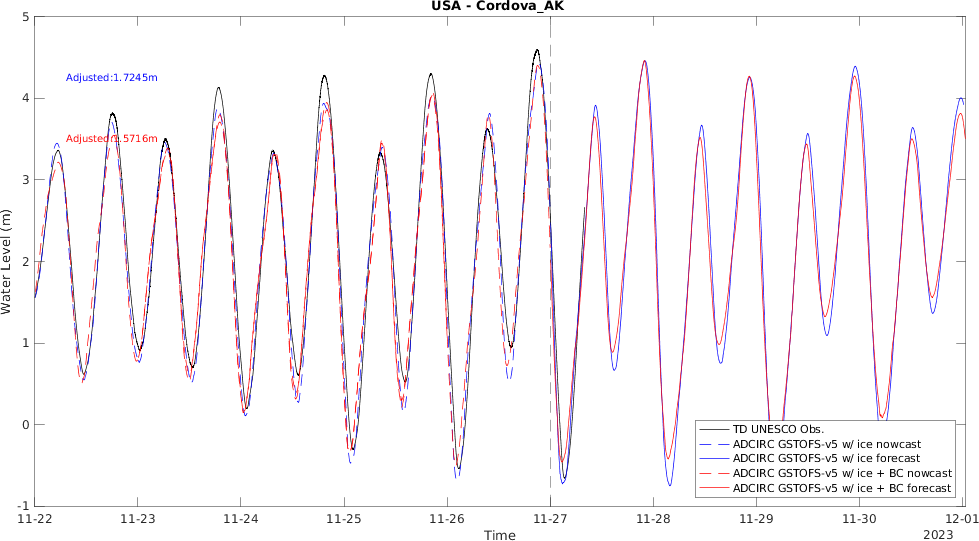 USA - Cordova_AK
5
4
3
2
1
0
-1
Water Level (m)
Adjusted:1.7245m
Adjusted:1.5716m
TD UNESCO Obs.
ADCIRC GSTOFS-v5 w/ ice nowcast
ADCIRC GSTOFS-v5 w/ ice forecast
ADCIRC GSTOFS-v5 w/ ice + BC nowcast
ADCIRC GSTOFS-v5 w/ ice + BC forecast
11-22 11-23 11-24 11-25 11-26 11-27 11-28 11-29 11-30 12-01
Time
2023